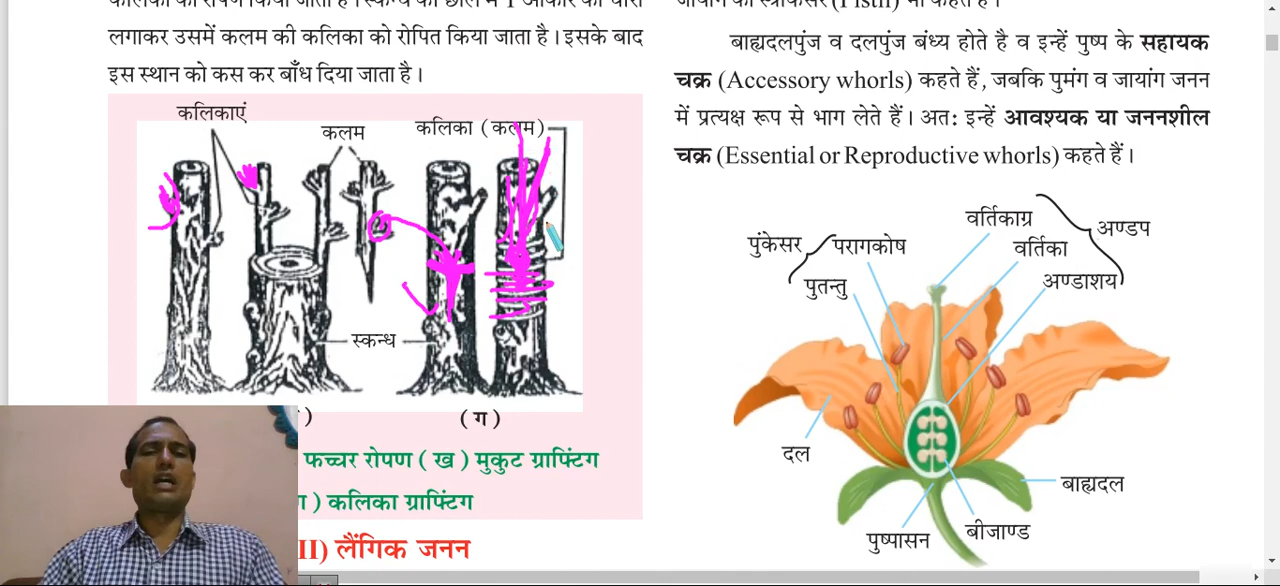 लगाकर उसमें कलम की कलिका को रोपित किया जाता है। इसके बाद
इस स्थान को कस कर बाँध दिया जाता है।
कलिकाएं
कलम
कलिका (कलम)
स्कन्ध
)
(ग)
फच्चर रोपण (ख) मुकुट ग्राफ्टिंग
ग) कलिका ग्राफ्टिंग
II) लैंगिक जनन
बाह्यदलपुंज व दलपुंज बंध्य होते है व इन्हें पुष्प के सहायक
चक्र (Accessory whorls) कहते हैं, जबकि पुमंग व जायांग जनन
में प्रत्यक्ष रूप से भाग लेते हैं। अत: इन्हें आवश्यक या जननशील
चक्र (Essential or Reproductive whorls) कहते हैं।
वर्तिकाग्र
अण्डप
पुंकेसर
परागकोष
वर्तिका
पुतन्तु
अण्डाशय
दल
बाह्यदल
पुष्पासन
बीजाण्ड